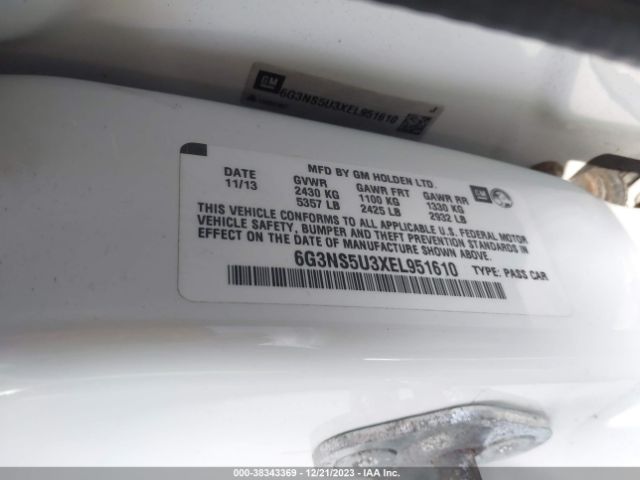 GM
6G3NS5U3XEL951610
J
MFD BY GM HOLDEN LTD.
DATE GVWR GAWR FRT GAWR RR
11/13 2430 KG 1100 KG 1330 KG
5357 LB 2425 LB 2932 LB
GM
THIS VEHICLE CONFORMS TO ALL APPLICABLE U.S. FEDERAL MOTOR
VEHICLE SAFETY, BUMPER AND THEFT PREVENTION STANDARDS IN
EFFECT ON THE DATE OF MANUFACTURE SHOWN ABOVE.
6G3NS5U3XEL951610 TYPE: PASS CAR
000-38343369 - 12/21/2023 - IAA Inc.